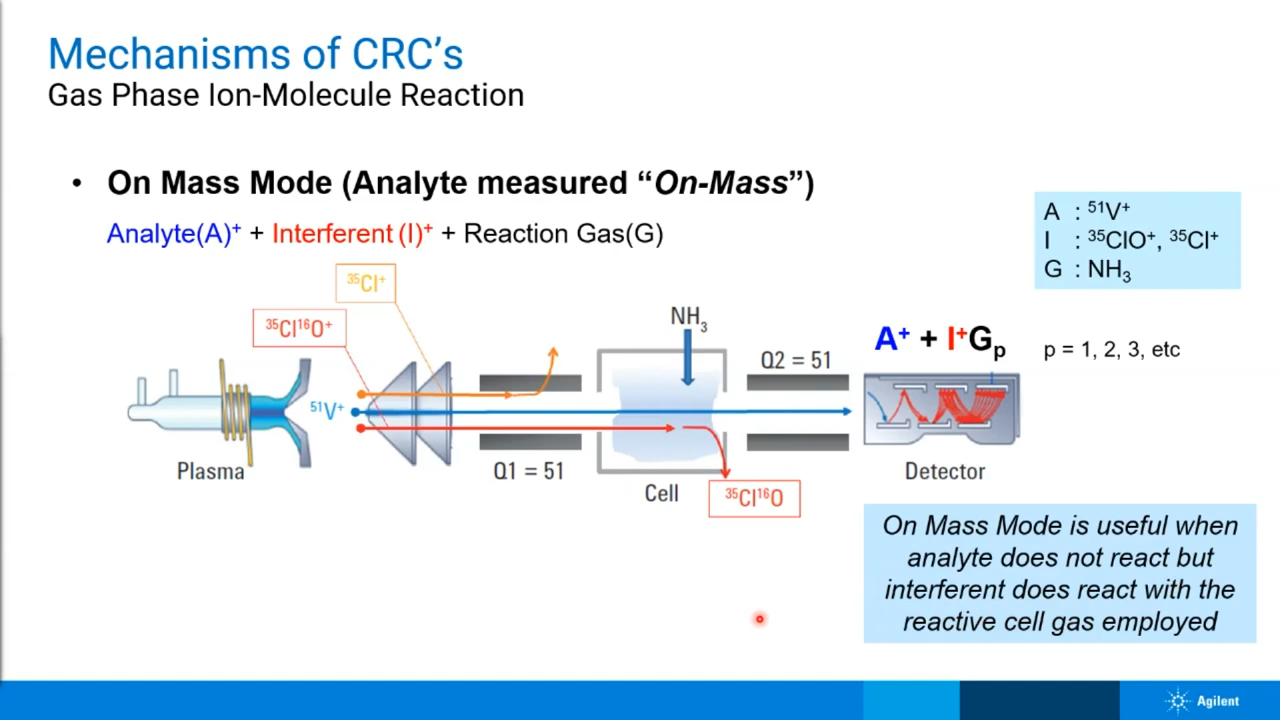 Mechanisms of CRC’s
Gas Phase Ion-Molecule Reaction
• On Mass Mode (Analyte measured “On-Mass”)
Analyte(A)⁺ + Interferent (I)⁺ + Reaction Gas(G)
A : ⁵¹V⁺
I : ³⁵ClO⁺, ³⁵Cl⁺
G : NH₃
³⁵Cl⁺
³⁵Cl¹⁶O⁺
NH₃
A⁺ + I⁺Gₚ
p = 1, 2, 3, etc
Q2 = 51
⁵¹V⁺
Plasma
Q1 = 51
Cell
³⁵Cl¹⁶O
Detector
On Mass Mode is useful when
analyte does not react but
interferent does react with the
reactive cell gas employed
Agilent